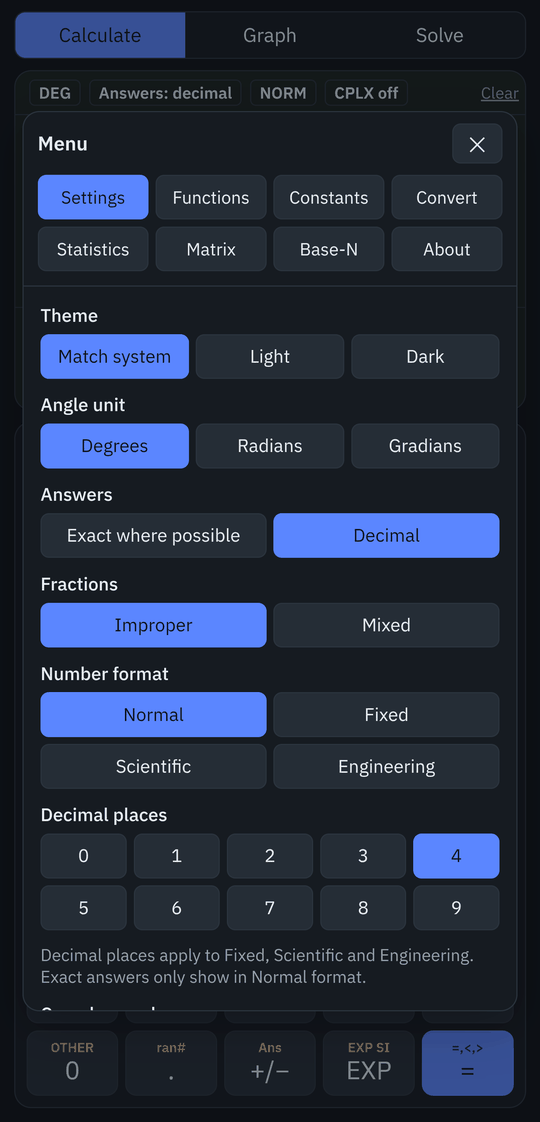 Calculate Graph Solve
DEG Answers: decimal NORM CPLX off Clear
Menu
Settings Functions Constants Convert
Statistics Matrix Base-N About
Theme
Match system Light Dark
Angle unit
Degrees Radians Gradians
Answers
Exact where possible Decimal
Fractions
Improper Mixed
Number format
Normal Fixed
Scientific Engineering
Decimal places
0 1 2 3 4
5 6 7 8 9
Decimal places apply to Fixed, Scientific and Engineering.
Exact answers only show in Normal format.
OTHER ran# Ans EXP SI =,<,>
0 . +/− EXP =